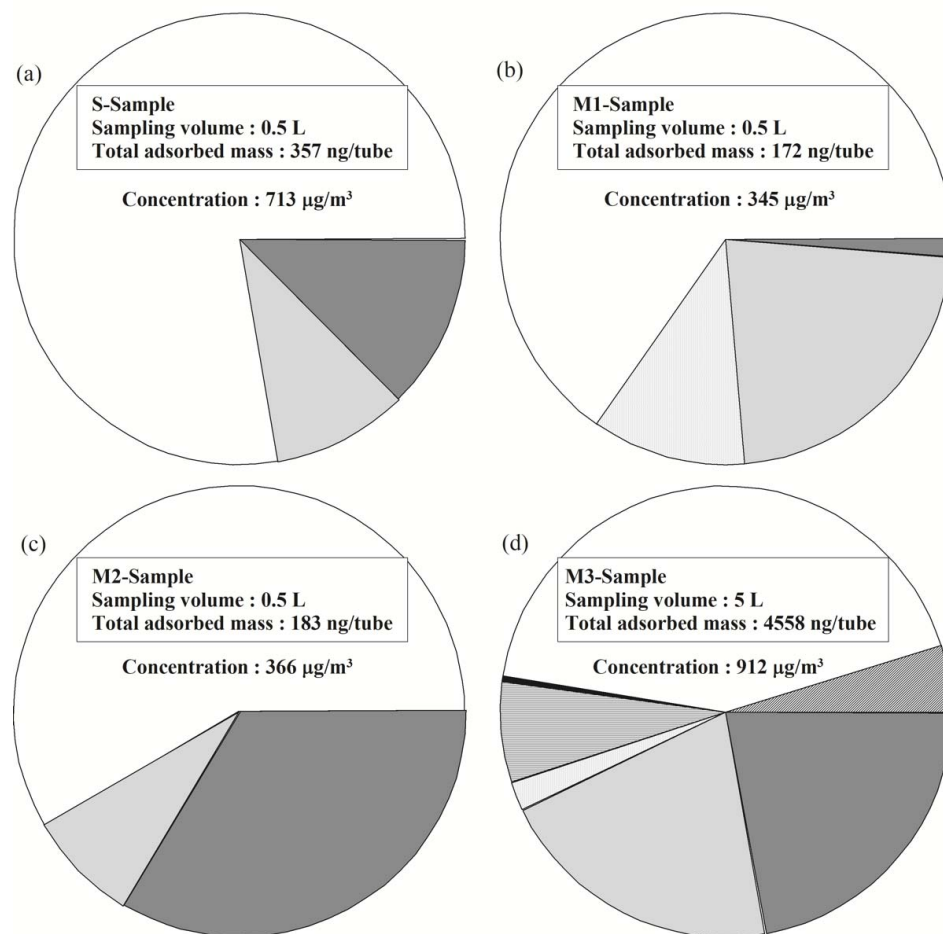 (a)
S-Sample
Sampling volume : 0.5 L
Total adsorbed mass : 357 ng/tube
Concentration : 713 µg/m³
(b)
M1-Sample
Sampling volume : 0.5 L
Total adsorbed mass : 172 ng/tube
Concentration : 345 µg/m³
(c)
M2-Sample
Sampling volume : 0.5 L
Total adsorbed mass : 183 ng/tube
Concentration : 366 µg/m³
(d)
M3-Sample
Sampling volume : 5 L
Total adsorbed mass : 4558 ng/tube
Concentration : 912 µg/m³